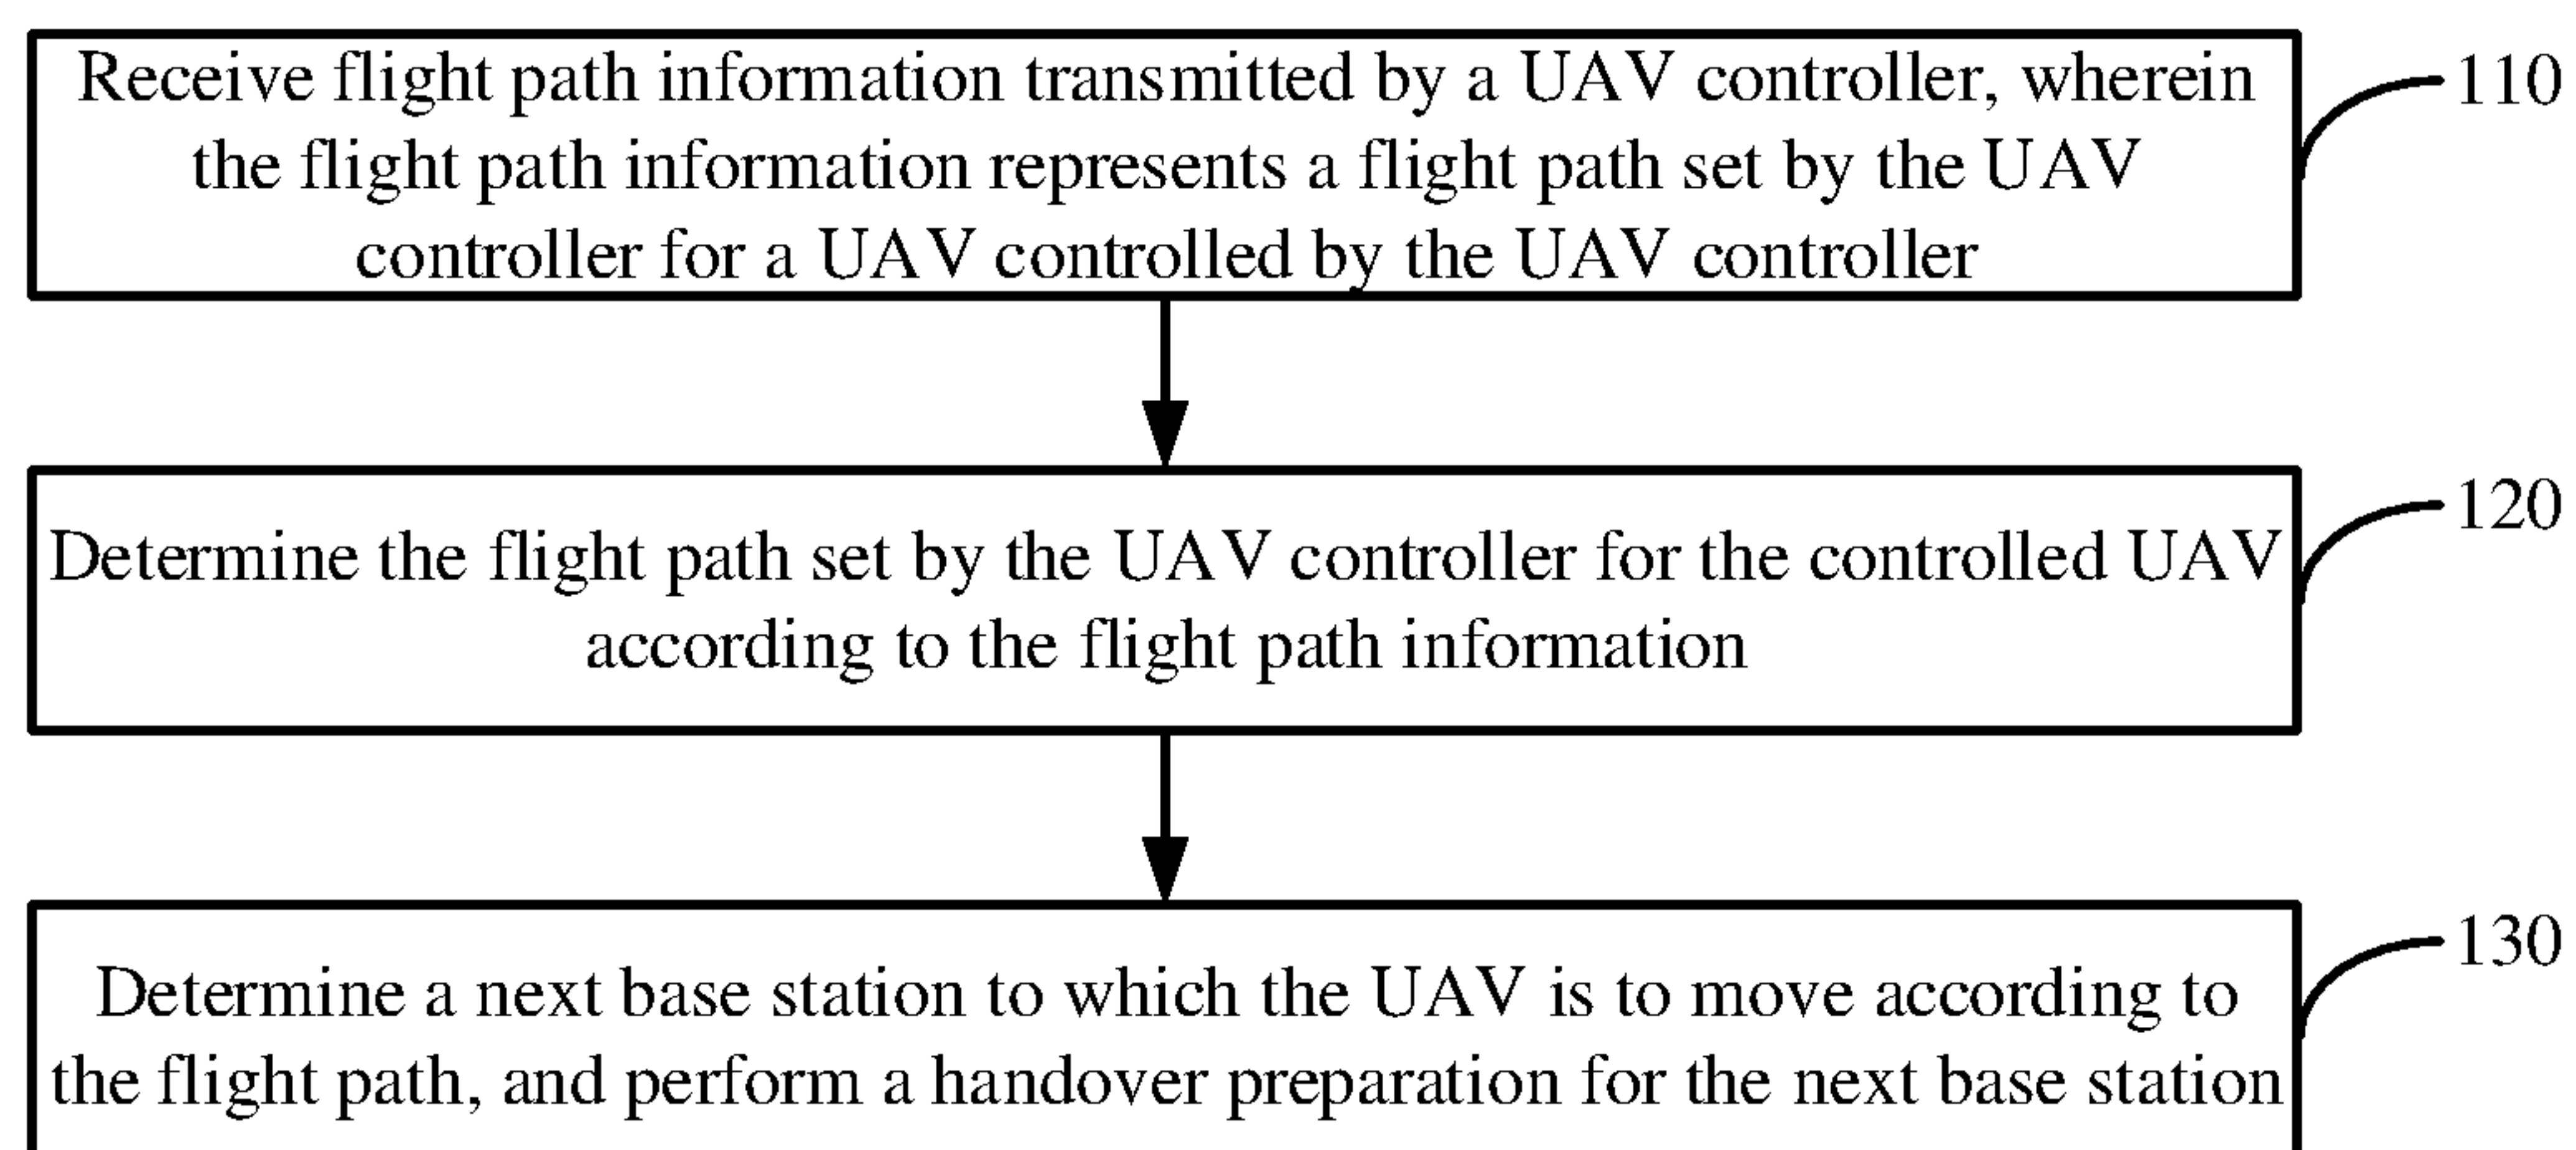 Receive flight path information transmitted by a UAV controller, wherein
the flight path information represents a flight path set by the UAV
controller for a UAV controlled by the UAV controller
110
Determine the flight path set by the UAV controller for the controlled UAV
according to the flight path information
120
Determine a next base station to which the UAV is to move according to
the flight path, and perform a handover preparation for the next base station
130